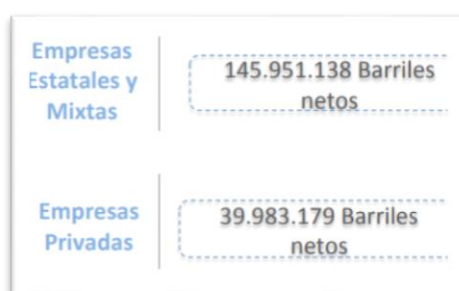 Empresas
Estatales y
Mixtas
145.951.138 Barriles
netos
Empresas
Privadas
39.983.179 Barriles
netos